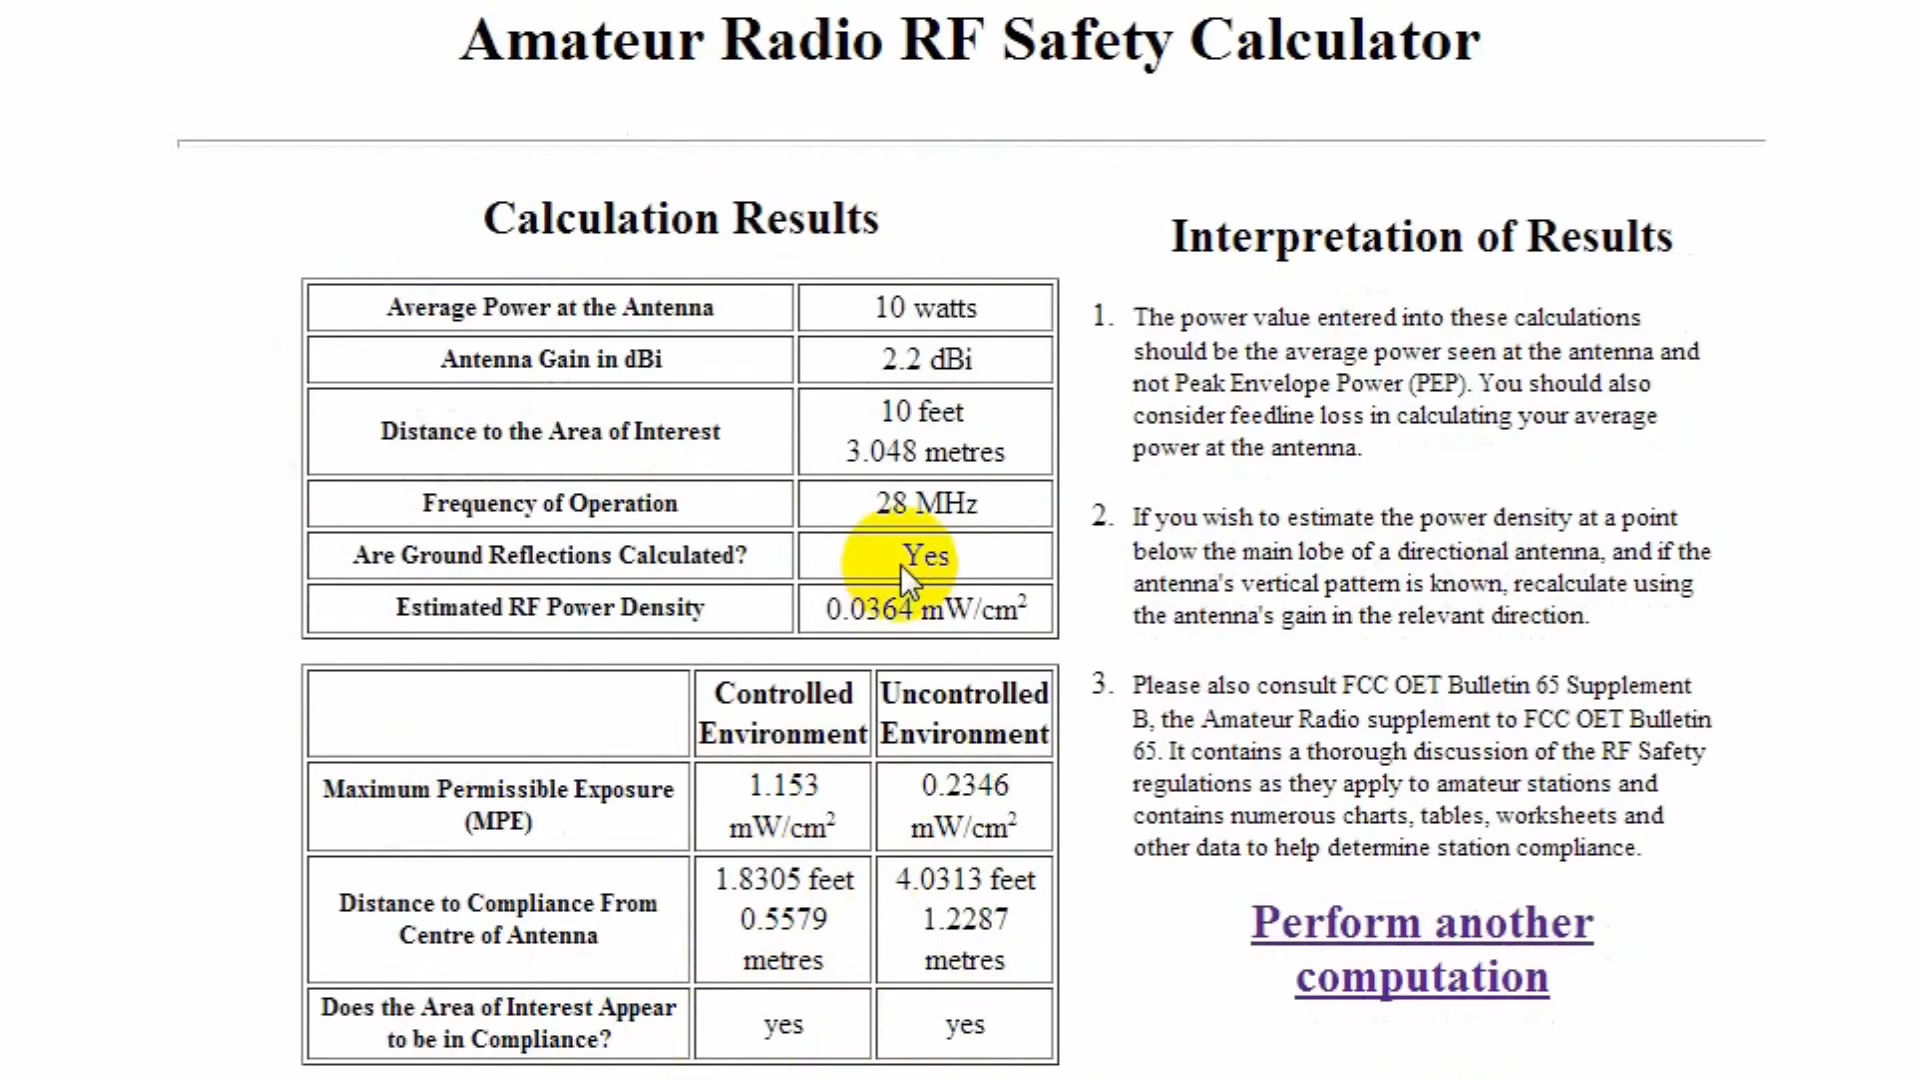 Amateur Radio RF Safety Calculator
Calculation Results
Average Power at the Antenna 10 watts
Antenna Gain in dBi 2.2 dBi
Distance to the Area of Interest 10 feet
3.048 metres
Frequency of Operation 28 MHz
Are Ground Reflections Calculated? Yes
Estimated RF Power Density 0.0364 mW/cm²
Controlled Environment Uncontrolled Environment
Maximum Permissible Exposure (MPE) 1.153 mW/cm² 0.2346 mW/cm²
Distance to Compliance From Centre of Antenna 1.8305 feet 0.5579 metres 4.0313 feet 1.2287 metres
Does the Area of Interest Appear to be in Compliance? yes yes
Interpretation of Results
1. The power value entered into these calculations
should be the average power seen at the antenna and
not Peak Envelope Power (PEP). You should also
consider feedline loss in calculating your average
power at the antenna.
2. If you wish to estimate the power density at a point
below the main lobe of a directional antenna, and if the
antenna's vertical pattern is known, recalculate using
the antenna's gain in the relevant direction.
3. Please also consult FCC OET Bulletin 65 Supplement
B, the Amateur Radio supplement to FCC OET Bulletin
65. It contains a thorough discussion of the RF Safety
regulations as they apply to amateur stations and
contains numerous charts, tables, worksheets and
other data to help determine station compliance.
Perform another
computation